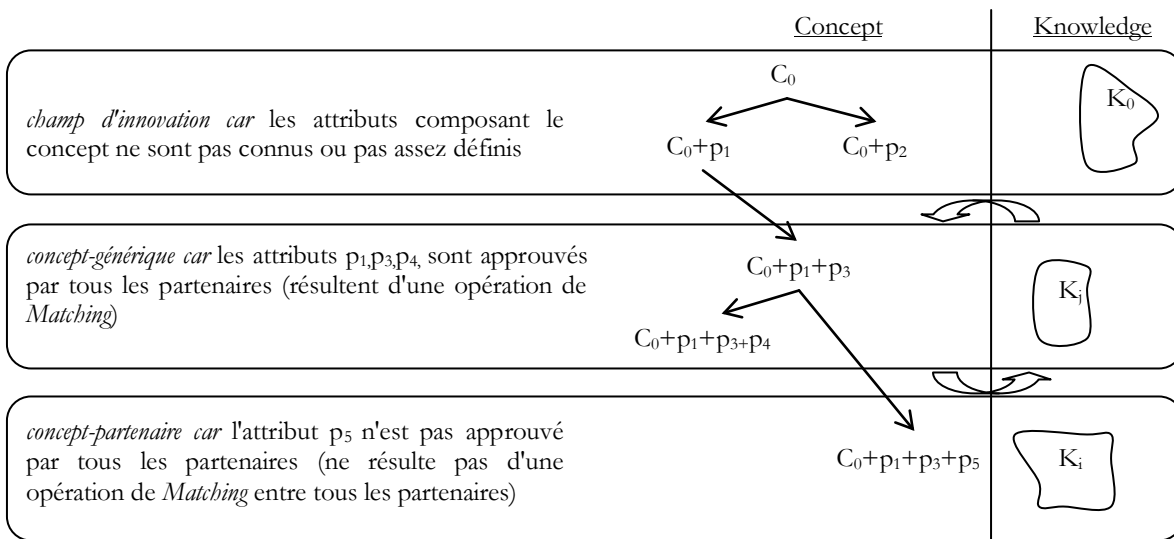 Concept Knowledge
C₀ K₀
champ d'innovation car les attributs composant le
concept ne sont pas connus ou pas assez définis
C₀+p₁ C₀+p₂
concept-générique car les attributs p₁,p₃,p₄, sont approuvés
par tous les partenaires (résultent d'une opération de
Matching)
C₀+p₁+p₃
Kⱼ
C₀+p₁+p₃₊p₄
concept-partenaire car l'attribut p₅ n'est pas approuvé
par tous les partenaires (ne résulte pas d'une
opération de Matching entre tous les partenaires)
C₀+p₁+p₃+p₅ Kᵢ